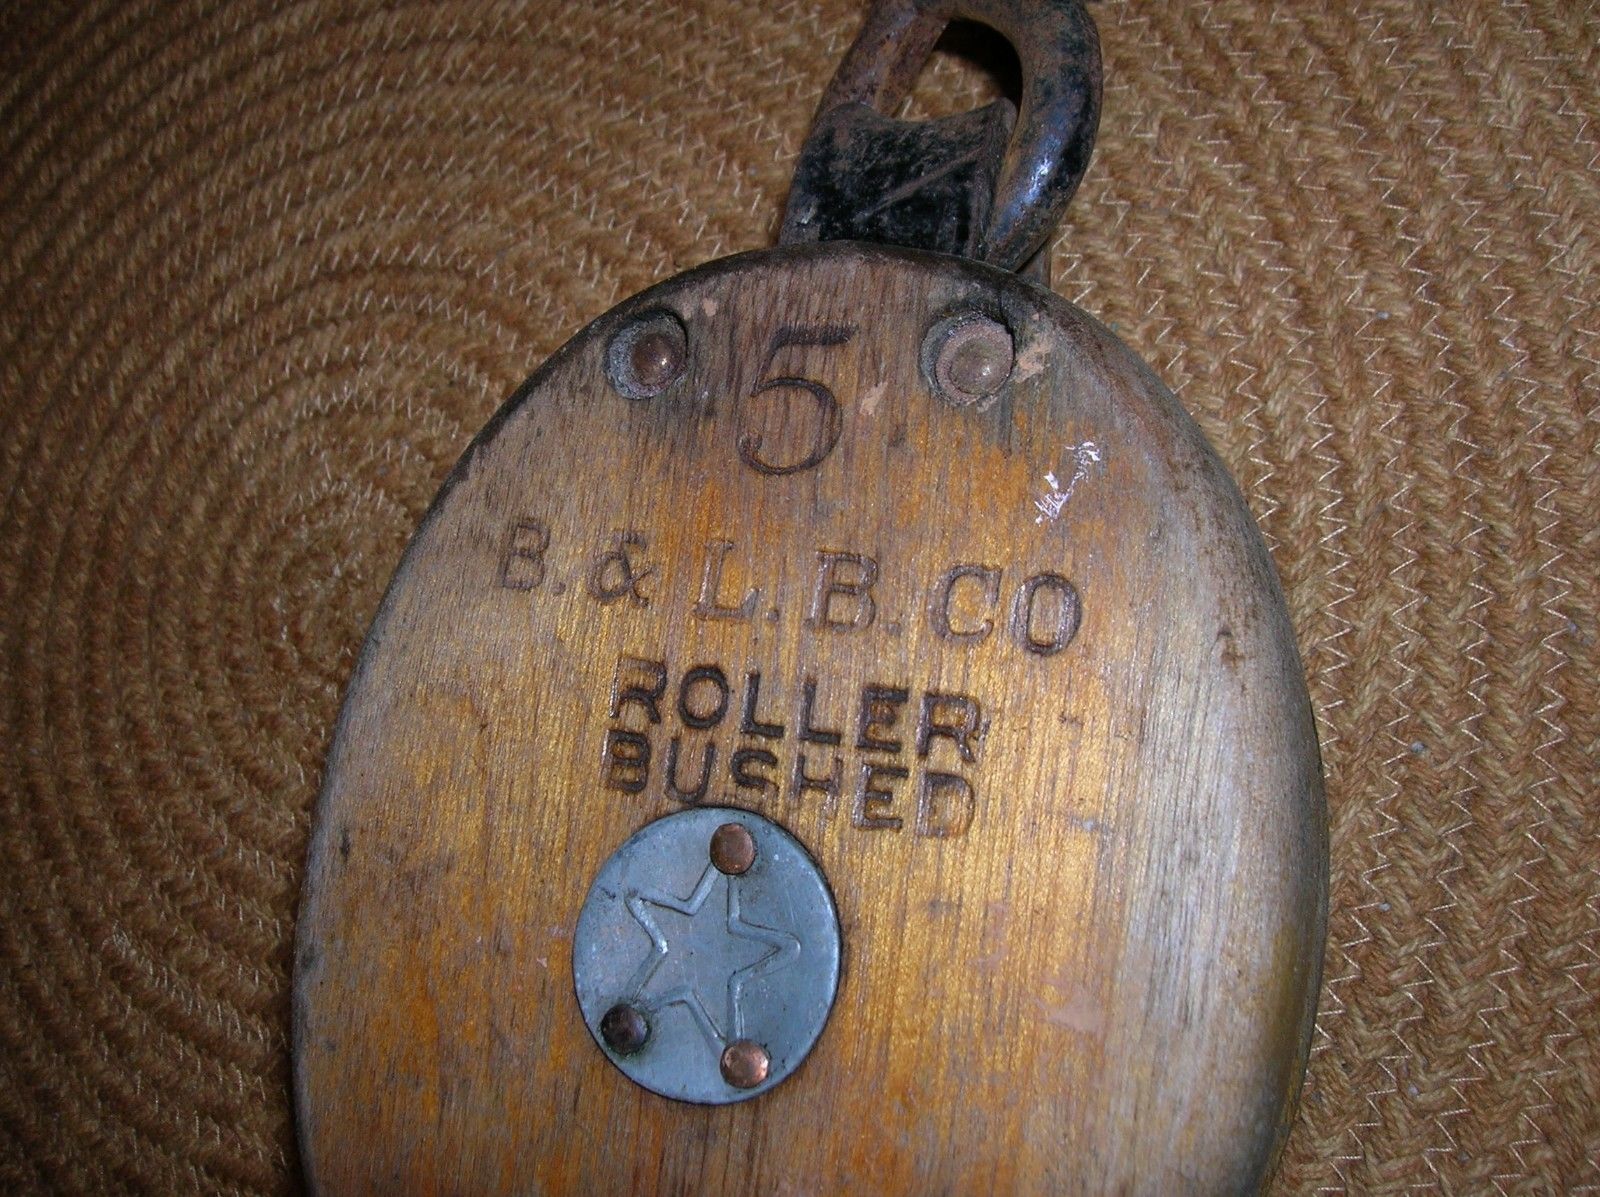 5
B. & L. B. CO
ROLLER
BUSHED